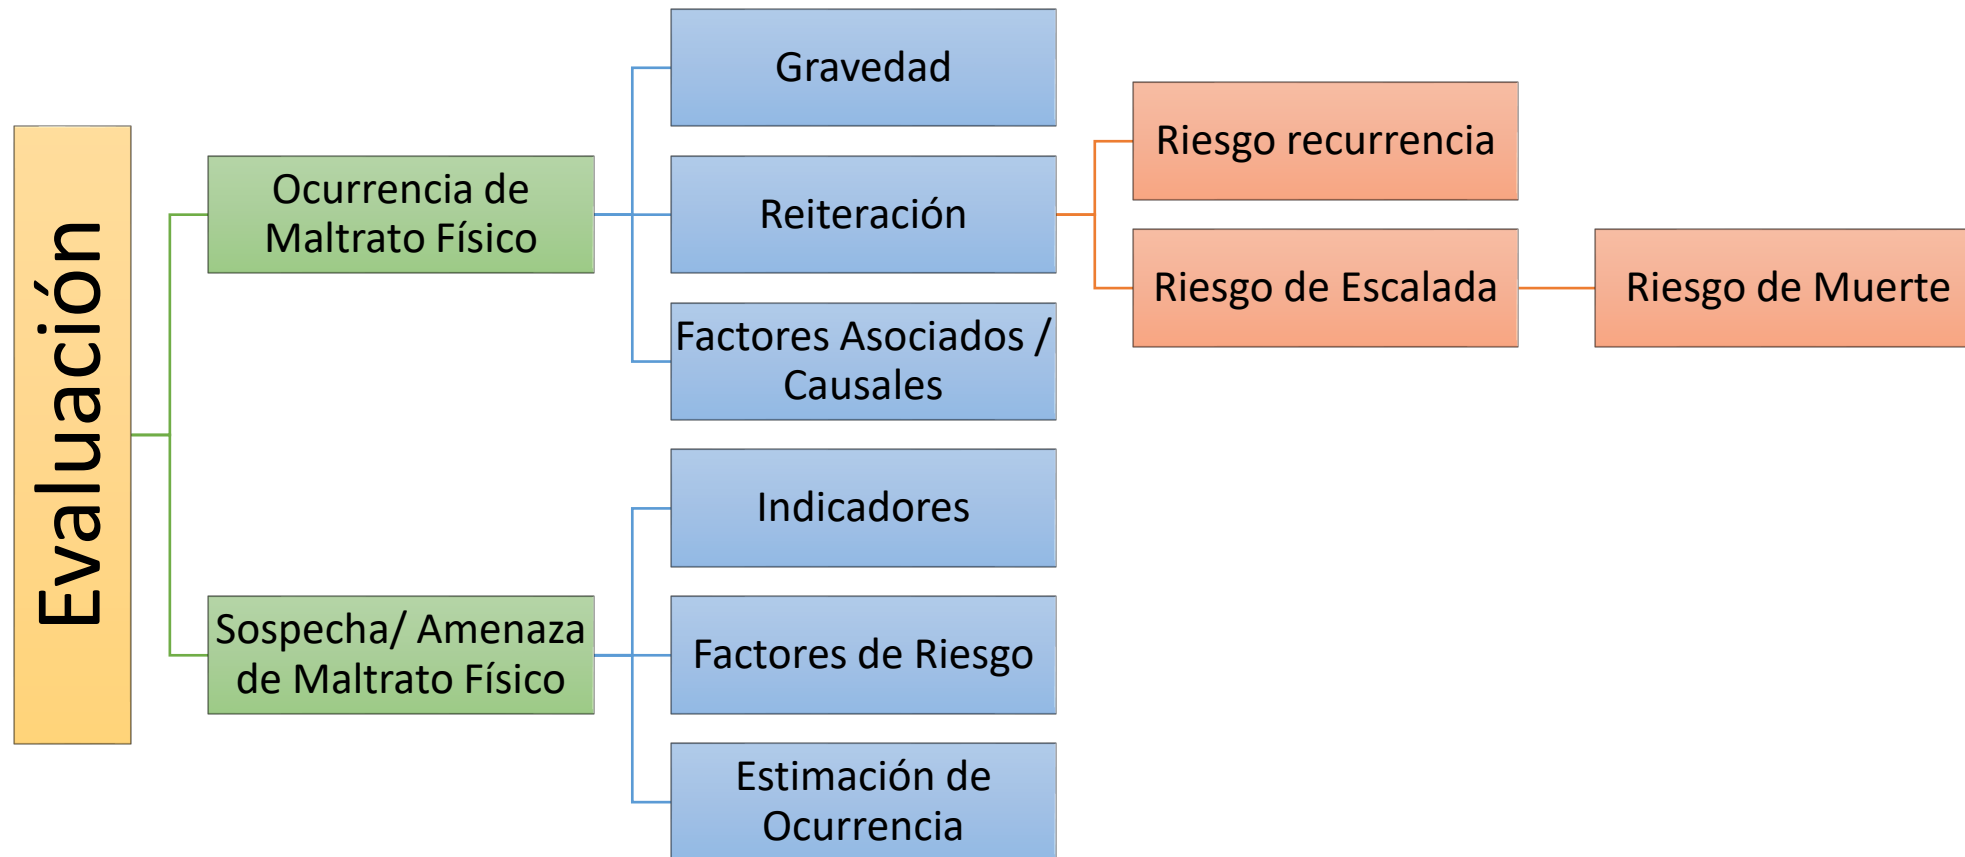 Evaluación
Ocurrencia de
Maltrato Físico
Gravedad
Reiteración
Riesgo recurrencia
Riesgo de Escalada
Riesgo de Muerte
Factores Asociados /
Causales
Sospecha/ Amenaza
de Maltrato Físico
Indicadores
Factores de Riesgo
Estimación de
Ocurrencia